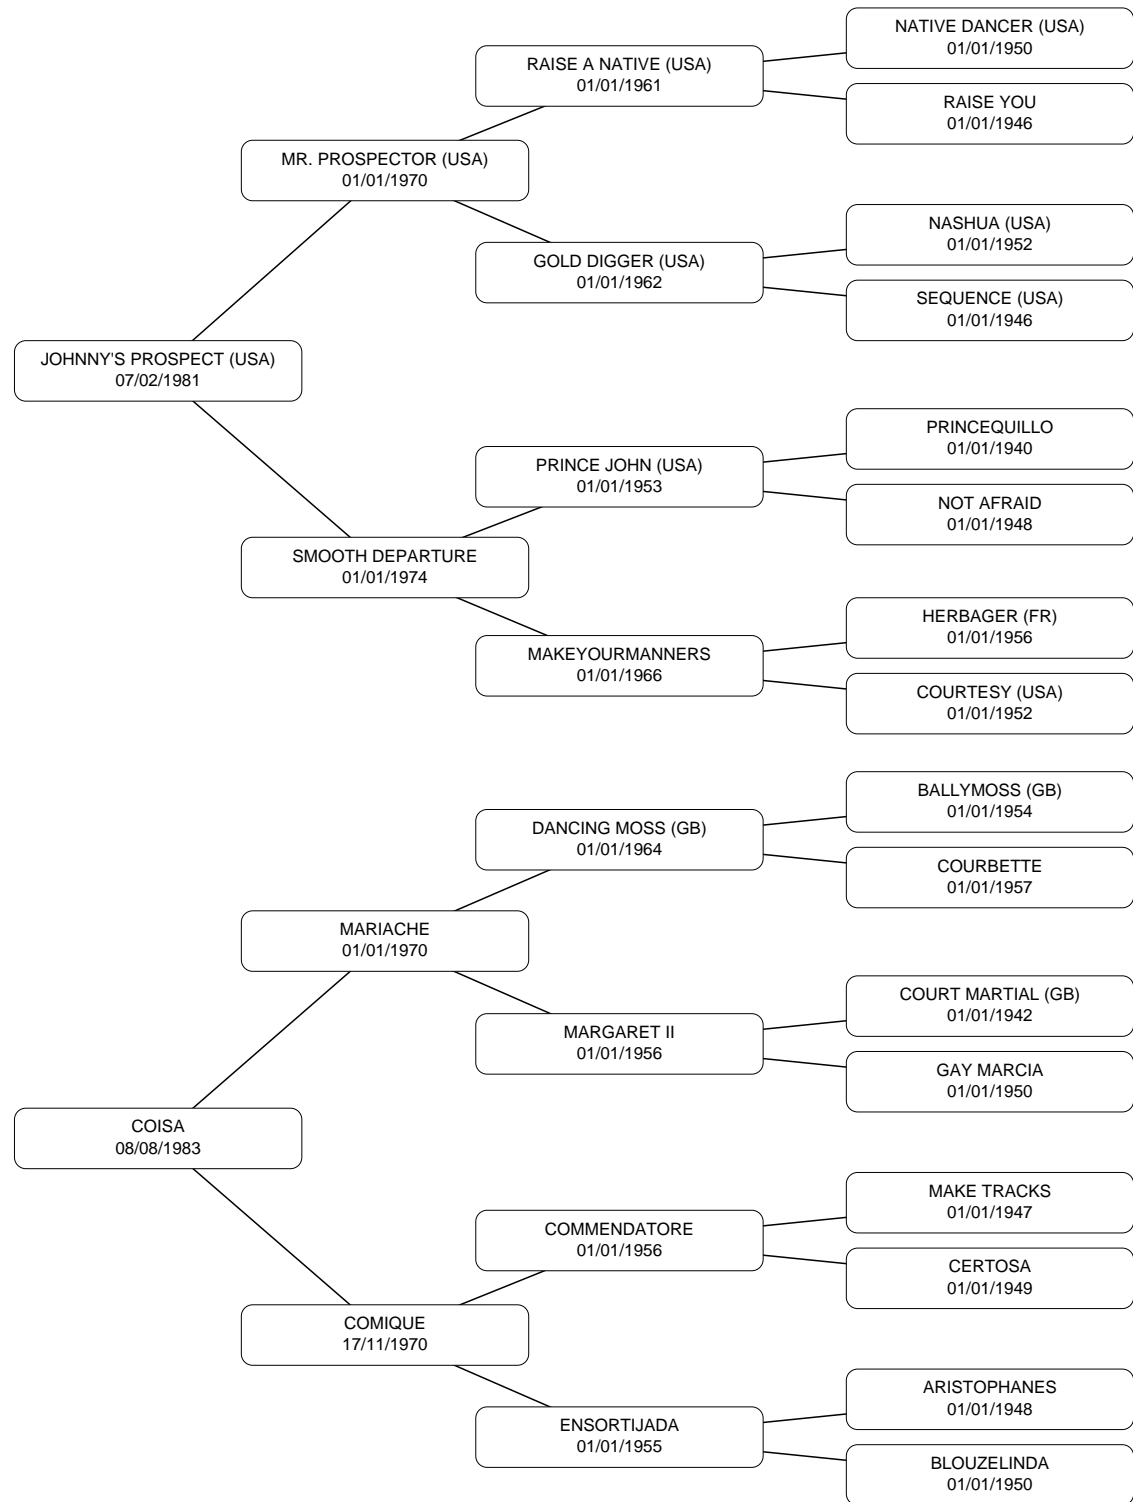 NATIVE DANCER (USA)
01/01/1950
RAISE A NATIVE (USA)
01/01/1961
RAISE YOU
01/01/1946
MR. PROSPECTOR (USA)
01/01/1970
NASHUA (USA)
01/01/1952
GOLD DIGGER (USA)
01/01/1962
SEQUENCE (USA)
01/01/1946
JOHNNY'S PROSPECT (USA)
07/02/1981
PRINCEQUILLO
01/01/1940
PRINCE JOHN (USA)
01/01/1953
NOT AFRAID
01/01/1948
SMOOTH DEPARTURE
01/01/1974
HERBAGER (FR)
01/01/1956
MAKEYOURMANNERS
01/01/1966
COURTESY (USA)
01/01/1952
BALLYMOSS (GB)
01/01/1954
DANCING MOSS (GB)
01/01/1964
COURBETTE
01/01/1957
MARIACHE
01/01/1970
COURT MARTIAL (GB)
01/01/1942
MARGARET II
01/01/1956
GAY MARCIA
01/01/1950
COISA
08/08/1983
MAKE TRACKS
01/01/1947
COMMENDATORE
01/01/1956
CERTOSA
01/01/1949
COMIQUE
17/11/1970
ARISTOPHANES
01/01/1948
ENSORTIJADA
01/01/1955
BLOUZELINDA
01/01/1950